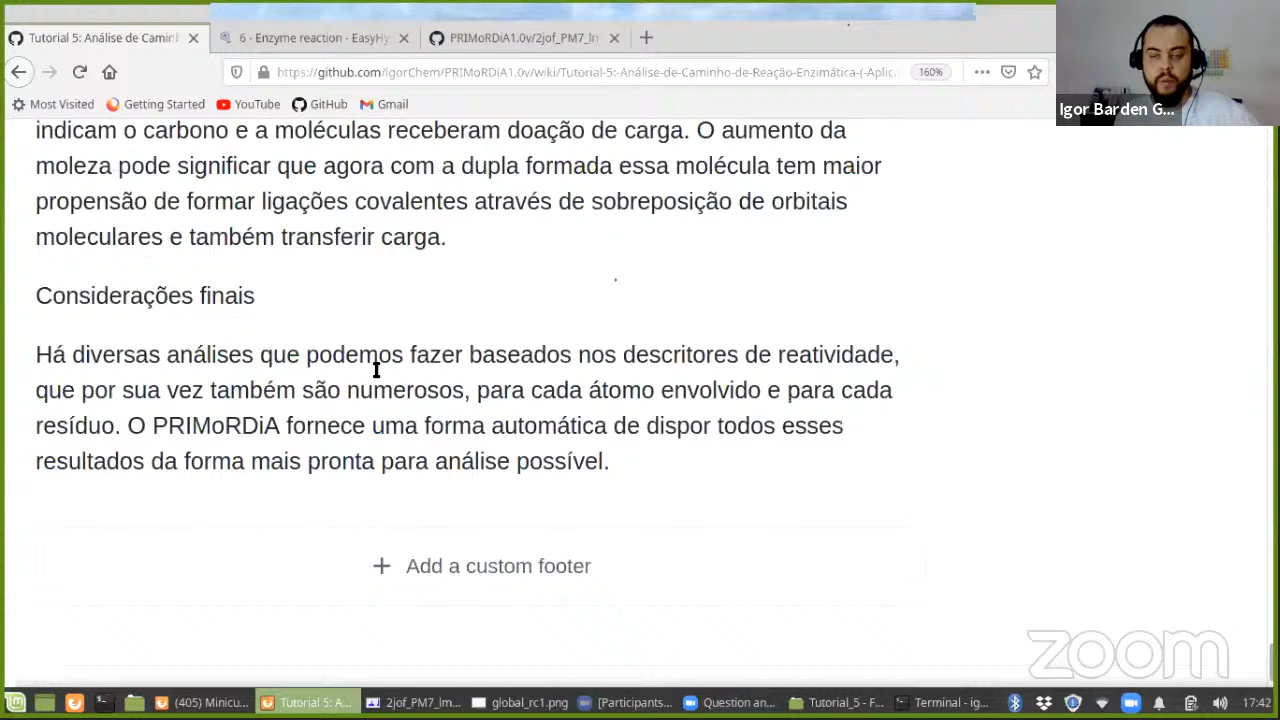 Tutorial 5: Análise de Camin
6 - Enzyme reaction - EasyHy
PRIMoRDiA1.0v/2jof_PM7_lm
https://github.com/igorChem/PRIMoRDiA1.0v/wiki/Tutorial-5:-Análise-de-Caminho-de-Reação-Enzimática-(-Aplic
160%
Most Visited
Getting Started
YouTube
GitHub
Gmail
Igor Barden G...
indicam o carbono e a moléculas receberam doação de carga. O aumento da
moleza pode significar que agora com a dupla formada essa molécula tem maior
propensão de formar ligações covalentes através de sobreposição de orbitais
moleculares e também transferir carga.
Considerações finais
Há diversas análises que podemos fazer baseados nos descritores de reatividade,
que por sua vez também são numerosos, para cada átomo envolvido e para cada
resíduo. O PRIMoRDiA fornece uma forma automática de dispor todos esses
resultados da forma mais pronta para análise possível.
+ Add a custom footer
zoom
(405) Minicu...
Tutorial 5: A...
2jof_PM7_lm...
global_rc1.png
[Participants...
Question an...
Tutorial_5 - F...
Terminal - ig...
17:42